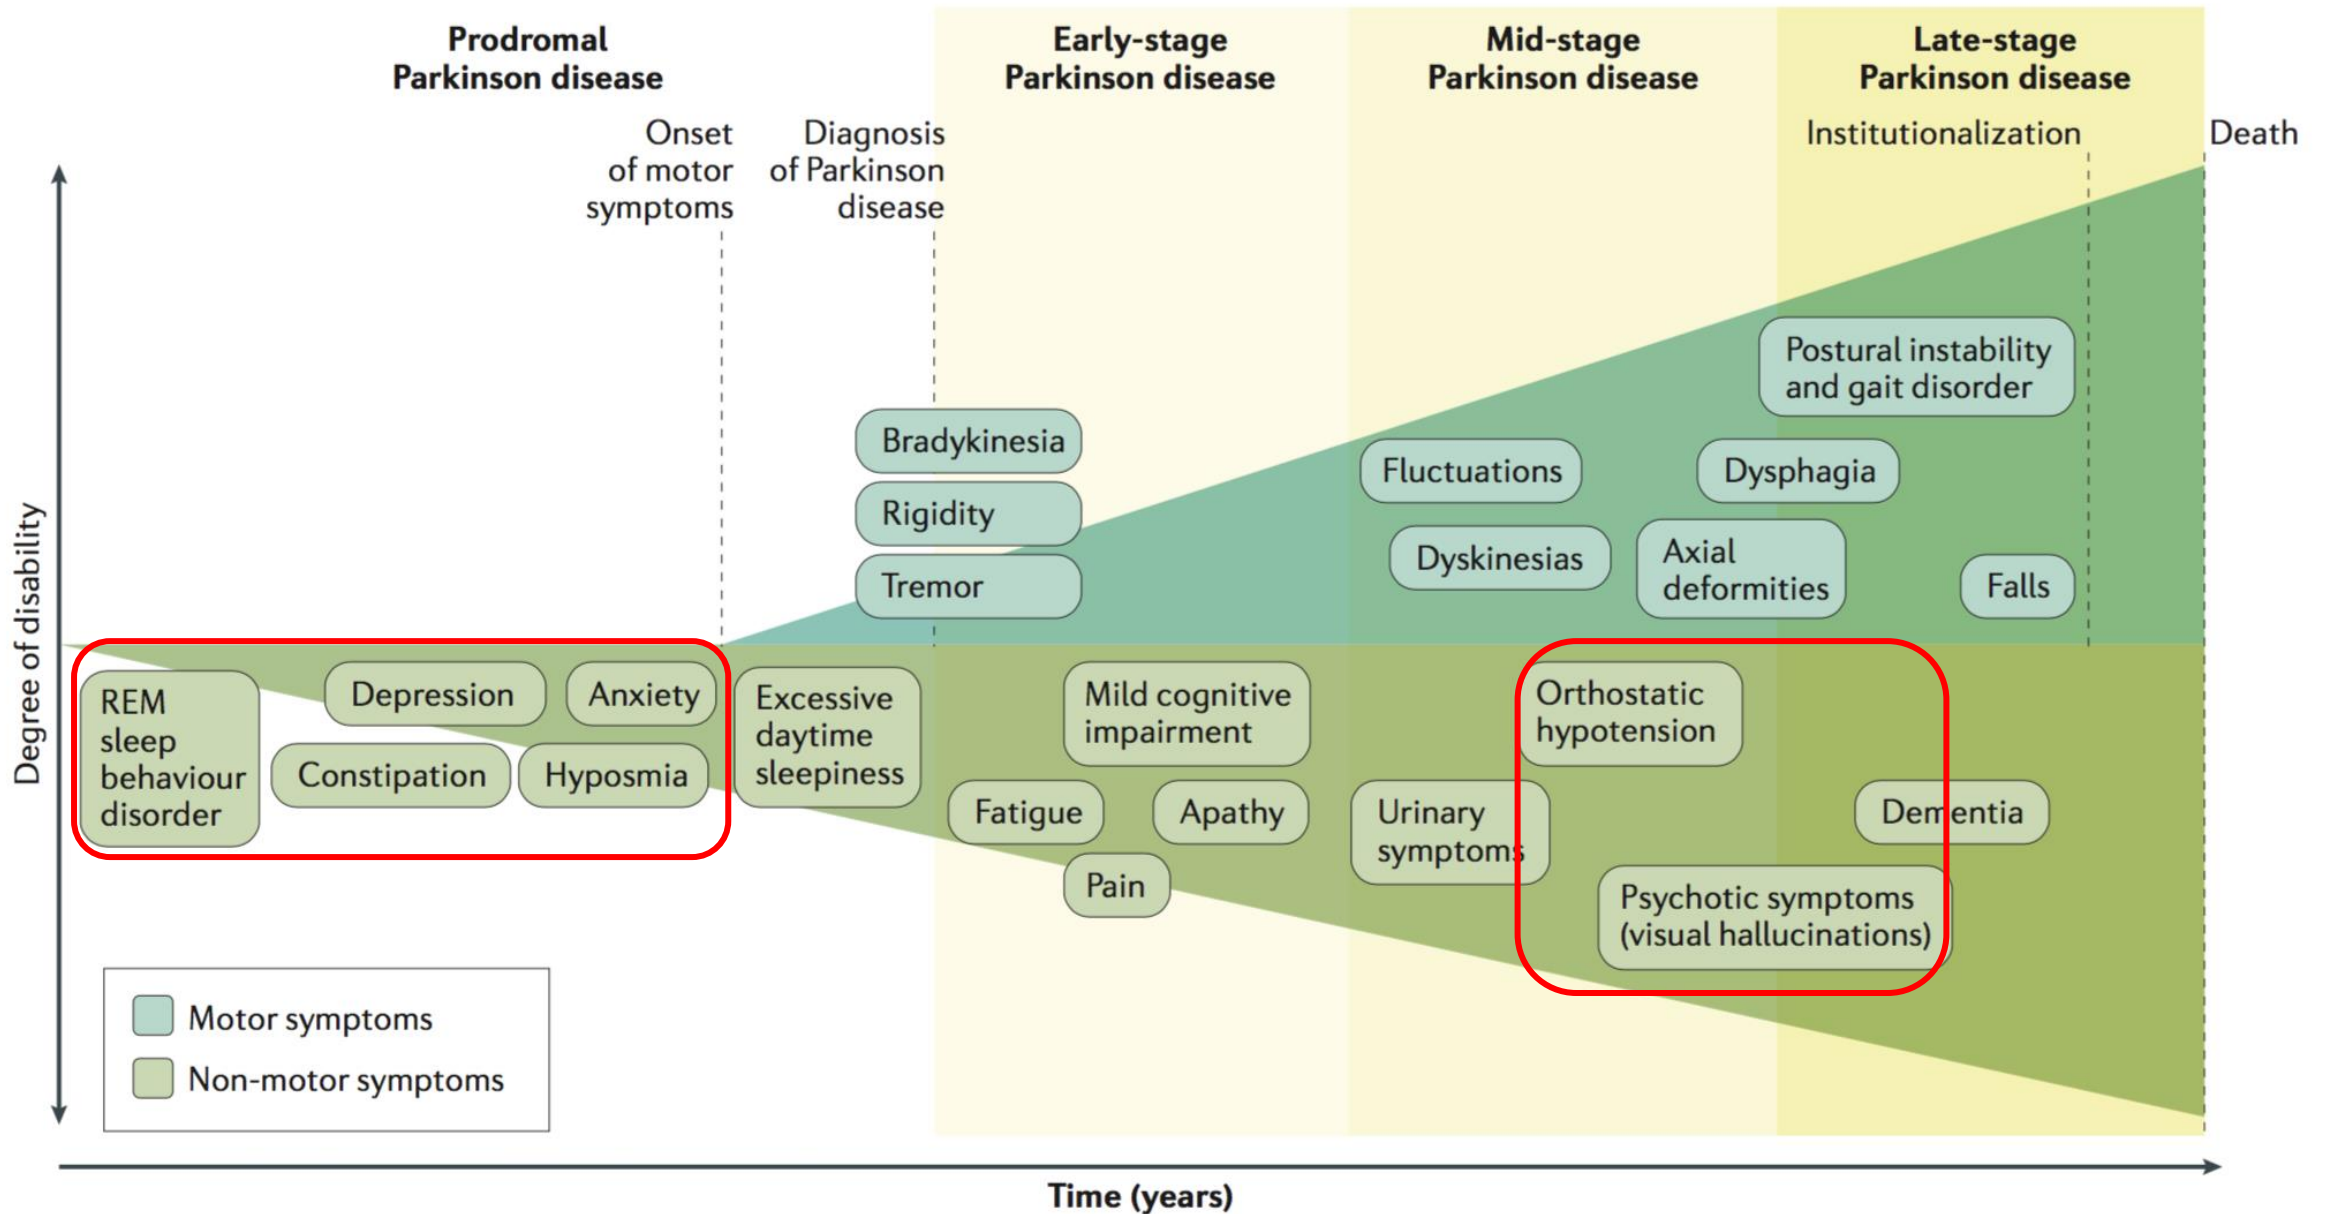 Prodromal
Parkinson disease
Early-stage
Parkinson disease
Mid-stage
Parkinson disease
Late-stage
Parkinson disease
Onset
of motor
symptoms
Diagnosis
of Parkinson
disease
Institutionalization
Death
Degree of disability
Bradykinesia
Rigidity
Tremor
Fluctuations
Dyskinesias
Postural instability
and gait disorder
Dysphagia
Axial
deformities
Falls
REM
sleep
behaviour
disorder
Depression
Anxiety
Constipation
Hyposmia
Excessive
daytime
sleepiness
Mild cognitive
impairment
Fatigue
Apathy
Pain
Urinary
symptoms
Orthostatic
hypotension
Dementia
Psychotic symptoms
(visual hallucinations)
Motor symptoms
Non-motor symptoms
Time (years)